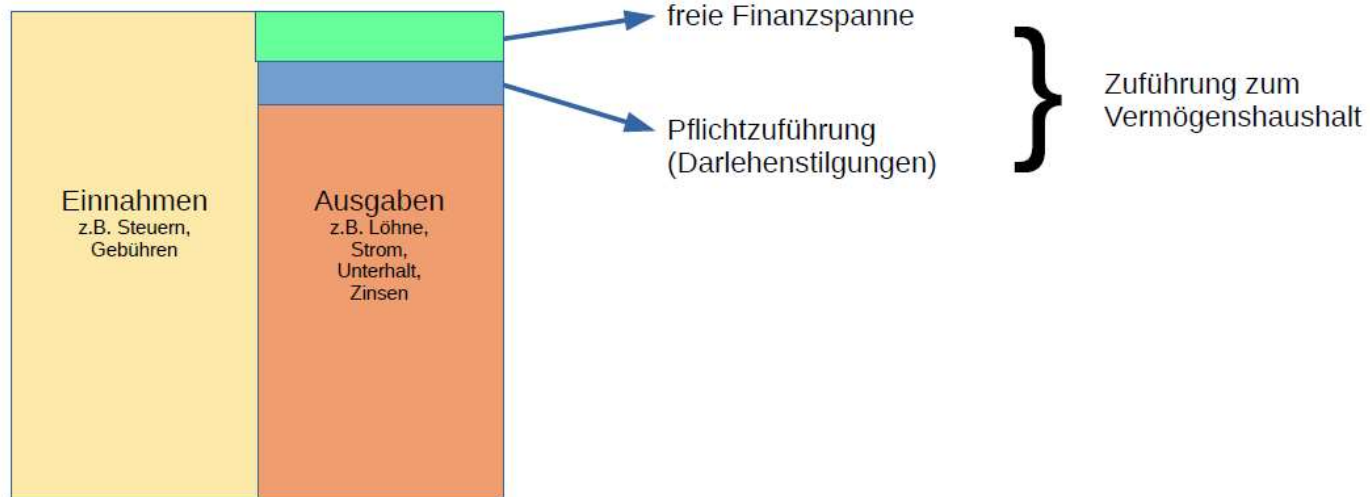 freie Finanzspanne
Pflichtzuführung
(Darlehenstilgungen)
}
Zuführung zum
Vermögenshaushalt
Einnahmen
z.B. Steuern,
Gebühren
Ausgaben
z.B. Löhne,
Strom,
Unterhalt,
Zinsen